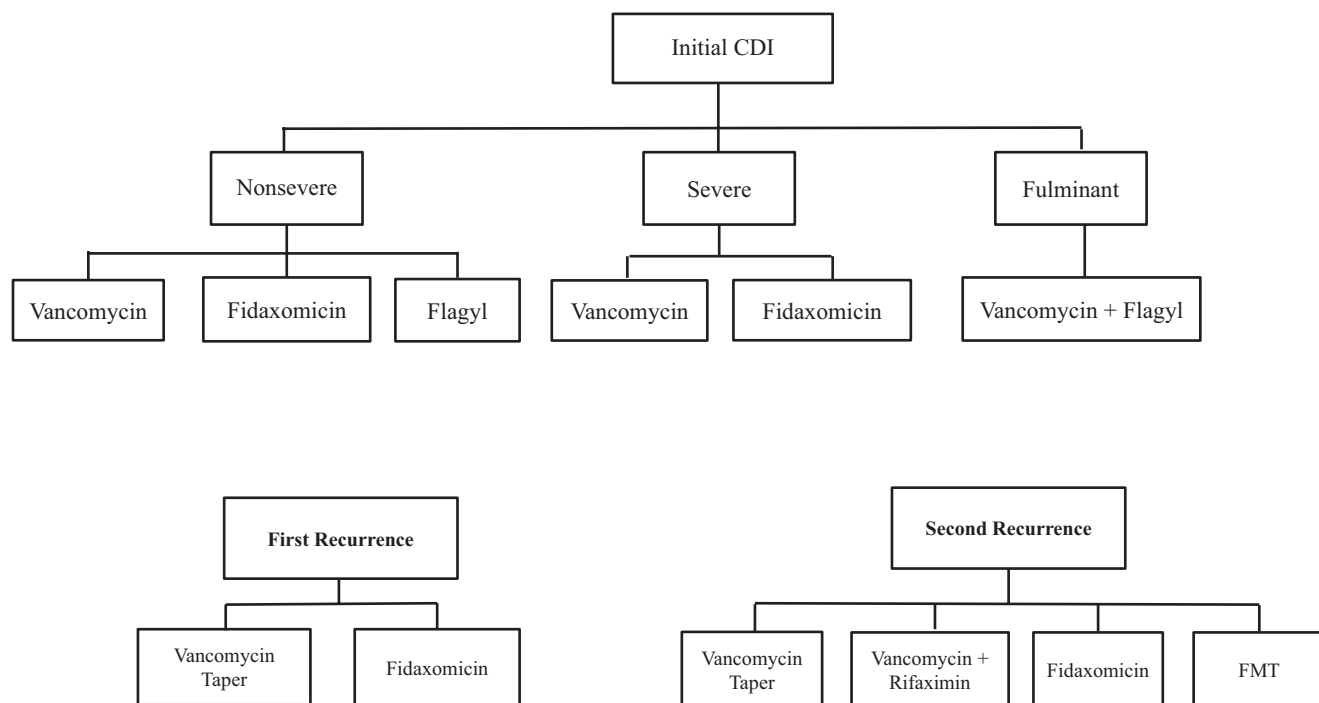 Initial CDI
Nonsevere
Severe
Fulminant
Vancomycin
Fidaxomicin
Flagyl
Vancomycin
Fidaxomicin
Vancomycin + Flagyl
First Recurrence
Second Recurrence
Vancomycin
Taper
Fidaxomicin
Vancomycin
Taper
Vancomycin +
Rifaximin
Fidaxomicin
FMT